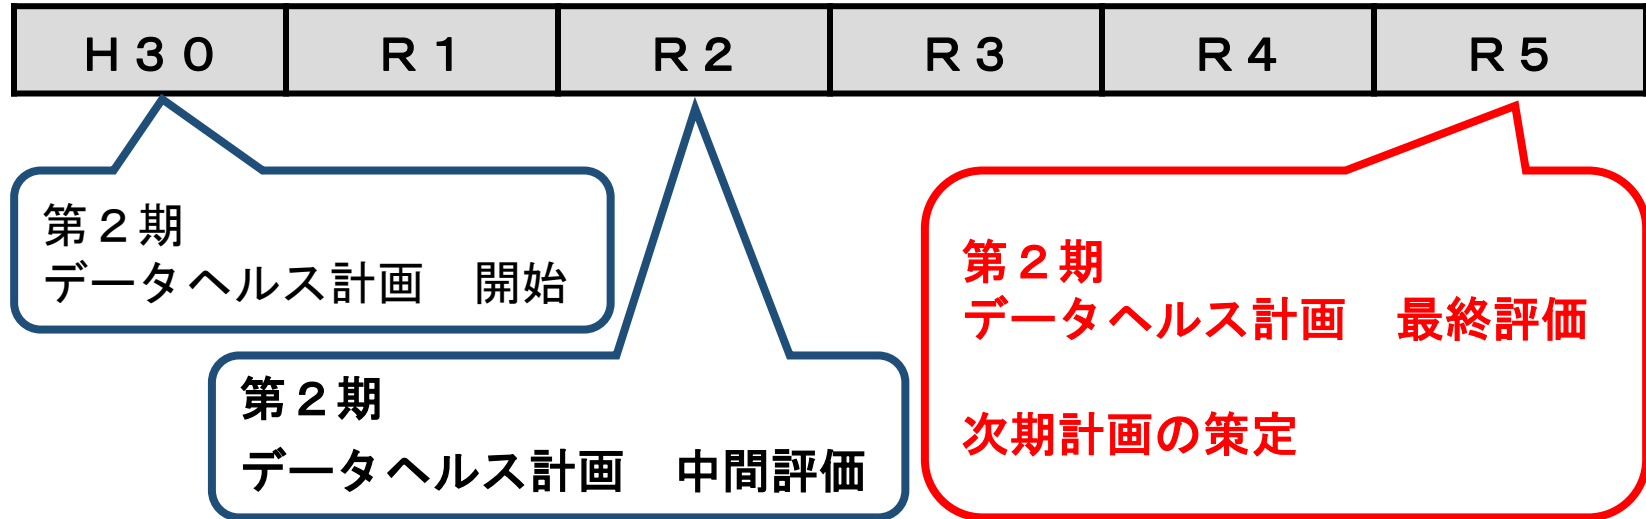 Ｈ３０ Ｒ１ Ｒ２ Ｒ３ Ｒ４ Ｒ５
第２期
データヘルス計画　開始
第２期
データヘルス計画　中間評価
第２期
データヘルス計画　最終評価
次期計画の策定